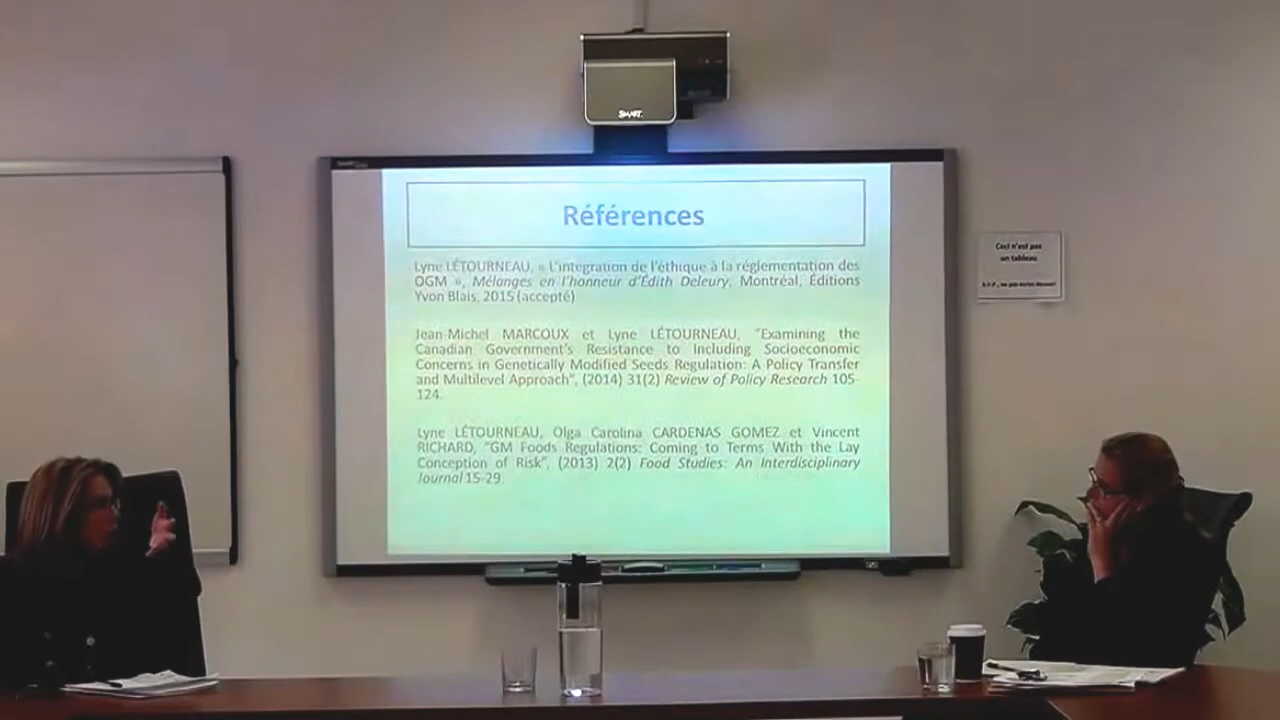 SMART
Références
Lyne LÉTOURNEAU, « L'integration de l'éthique à la réglementation des
OGM », Mélanges en l'honneur d'Édith Deleury, Montréal, Éditions
Yvon Blais, 2015 (accepté)
Jean-Michel MARCOUX et Lyne LÉTOURNEAU, "Examining the
Canadian Government's Resistance to Including Socioeconomic
Concerns in Genetically Modified Seeds Regulation: A Policy Transfer
and Multilevel Approach", (2014) 31(2) Review of Policy Research 105-
124.
Lyne LÉTOURNEAU, Olga Carolina CARDENAS GOMEZ et Vincent
RICHARD, "GM Foods Regulations: Coming to Terms With the Lay
Conception of Risk", (2013) 2(2) Food Studies: An Interdisciplinary
Journal 15-29.
Ceci n'est pas
un tableau